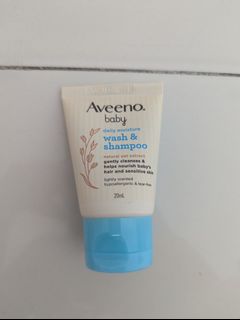 Aveeno.
baby
daily moisture
wash &
shampoo
natural oat extract
gently cleanses &
helps nourish baby's
hair and sensitive skin
lightly scented
hypoallergenic & tear-free
20mL